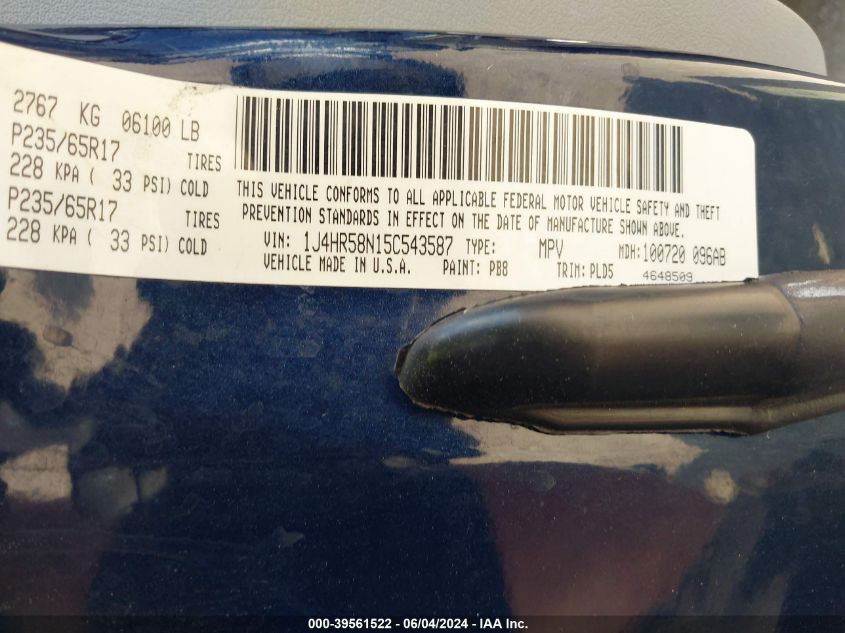 2767 KG 06100 LB
P235/65R17 TIRES
228 KPA ( 33 PSI) COLD
P235/65R17 TIRES
228 KPA ( 33 PSI) COLD
THIS VEHICLE CONFORMS TO ALL APPLICABLE FEDERAL MOTOR VEHICLE SAFETY AND THEFT
PREVENTION STANDARDS IN EFFECT ON THE DATE OF MANUFACTURE SHOWN ABOVE.
VIN: 1J4HR58N15C543587 TYPE: MPV MDH:100720 096AB
VEHICLE MADE IN U.S.A. PAINT: PB8 TRIM: PLD5 4648509
000-39561522 - 06/04/2024 - IAA Inc.